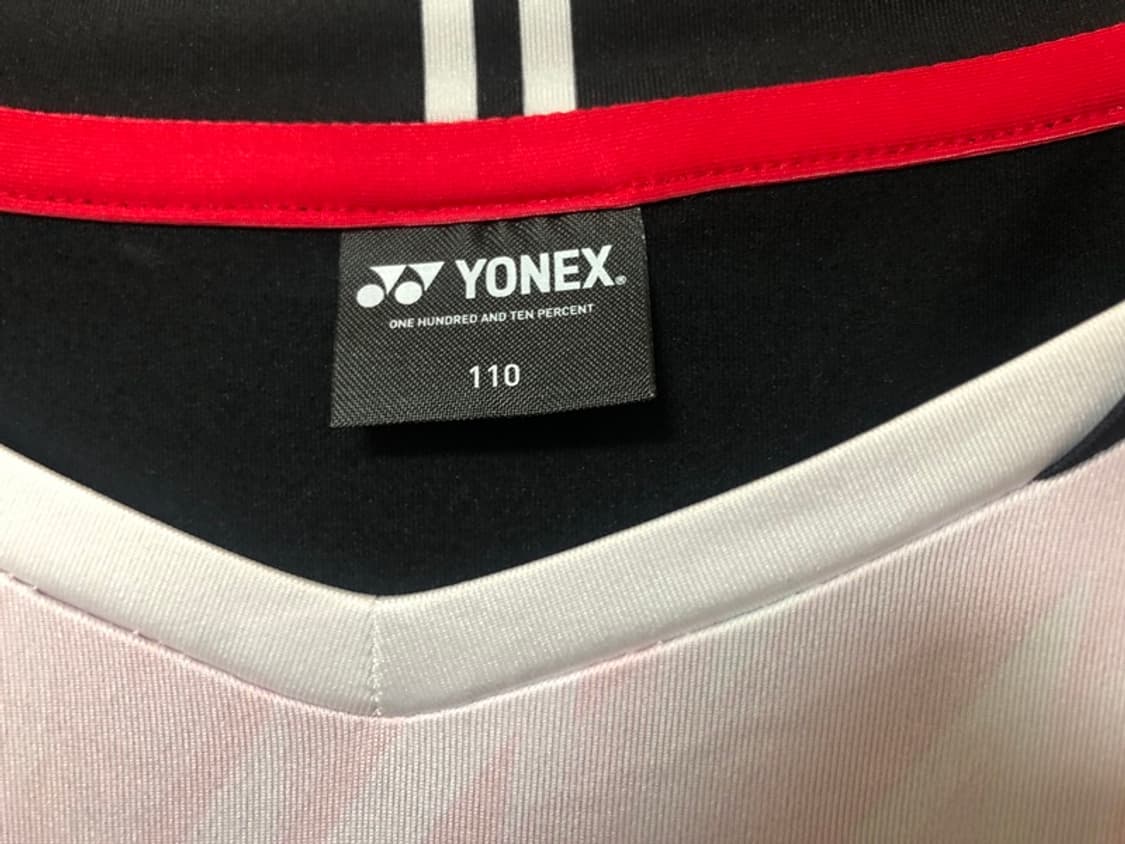 YONEX®
ONE HUNDRED AND TEN PERCENT
110